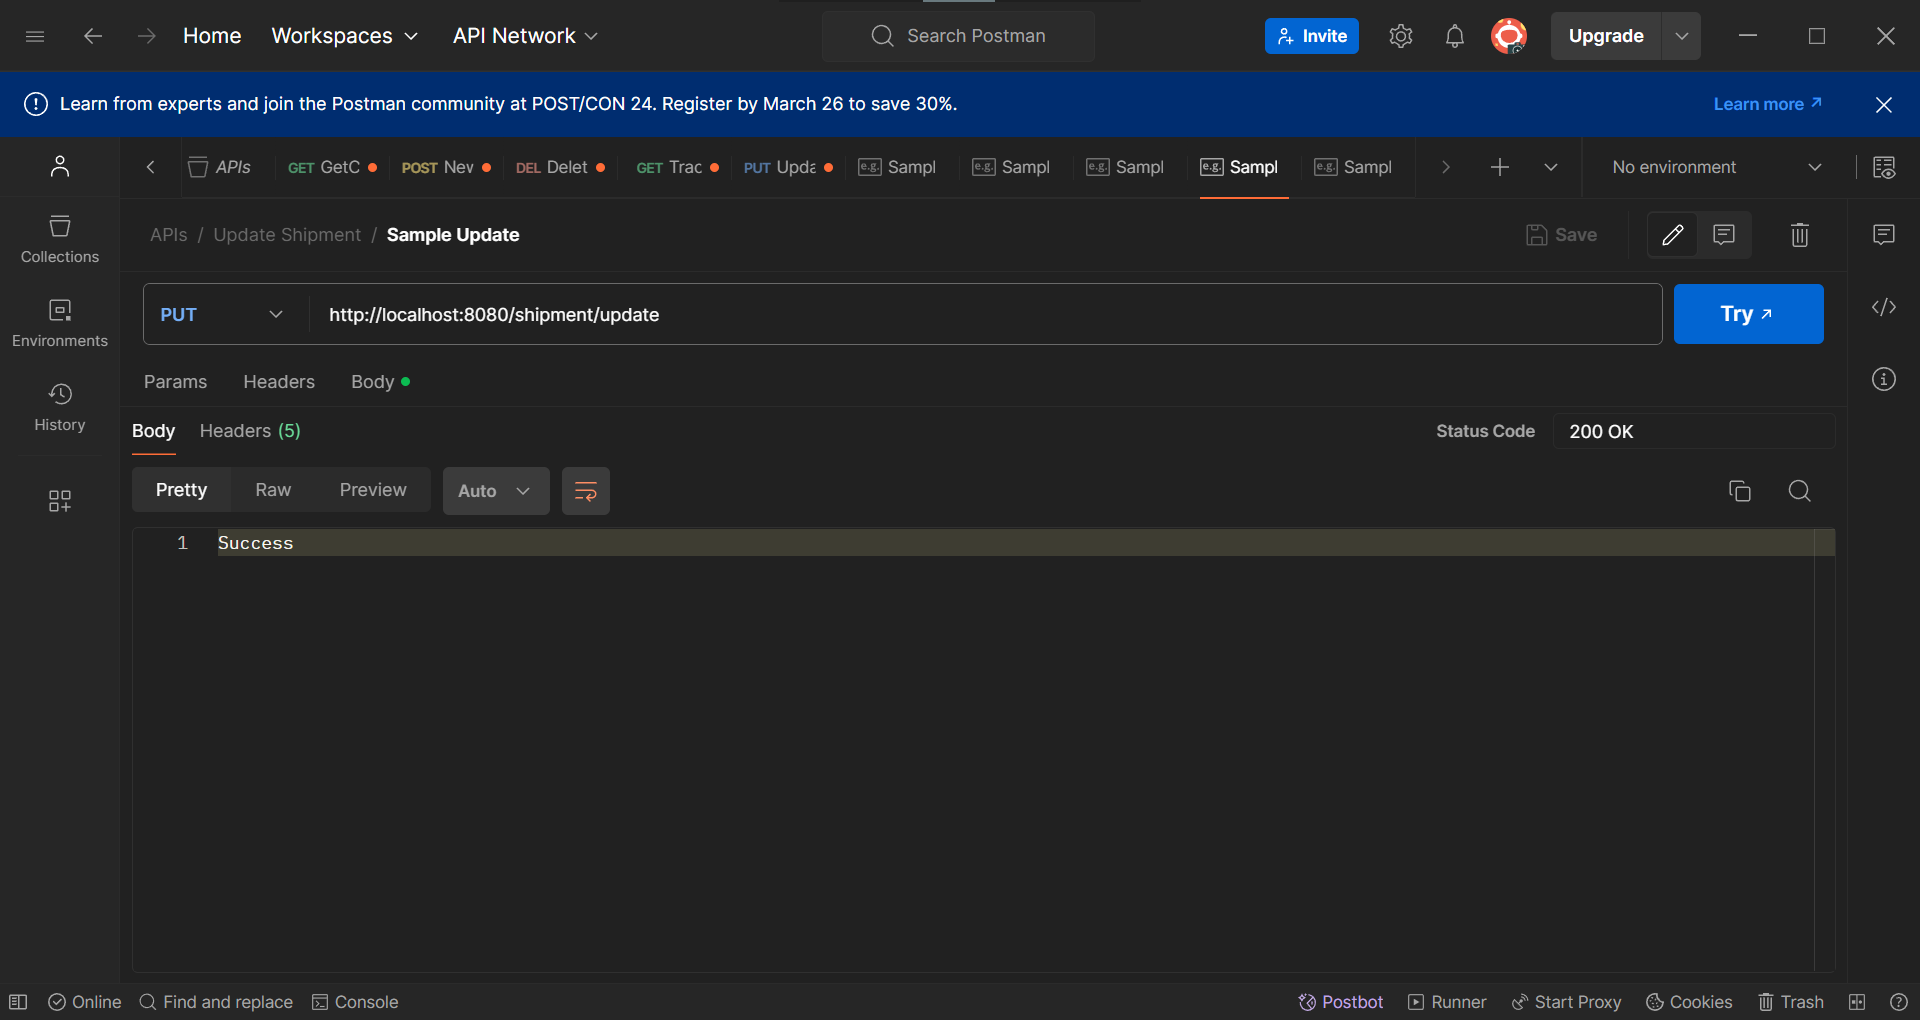 Home Workspaces API Network Search Postman Invite Upgrade
Learn from experts and join the Postman community at POST/CON 24. Register by March 26 to save 30%. Learn more
APIs GET GetC POST Nev DEL Delet GET Trac PUT Upda e.g. Sampl e.g. Sampl e.g. Sampl e.g. Sampl e.g. Sampl No environment
APIs / Update Shipment / Sample Update Save
Collections
PUT http://localhost:8080/shipment/update Try
Environments
Params Headers Body
History
Body Headers (5) Status Code 200 OK
Pretty Raw Preview Auto
1 Success
Online Find and replace Console Postbot Runner Start Proxy Cookies Trash